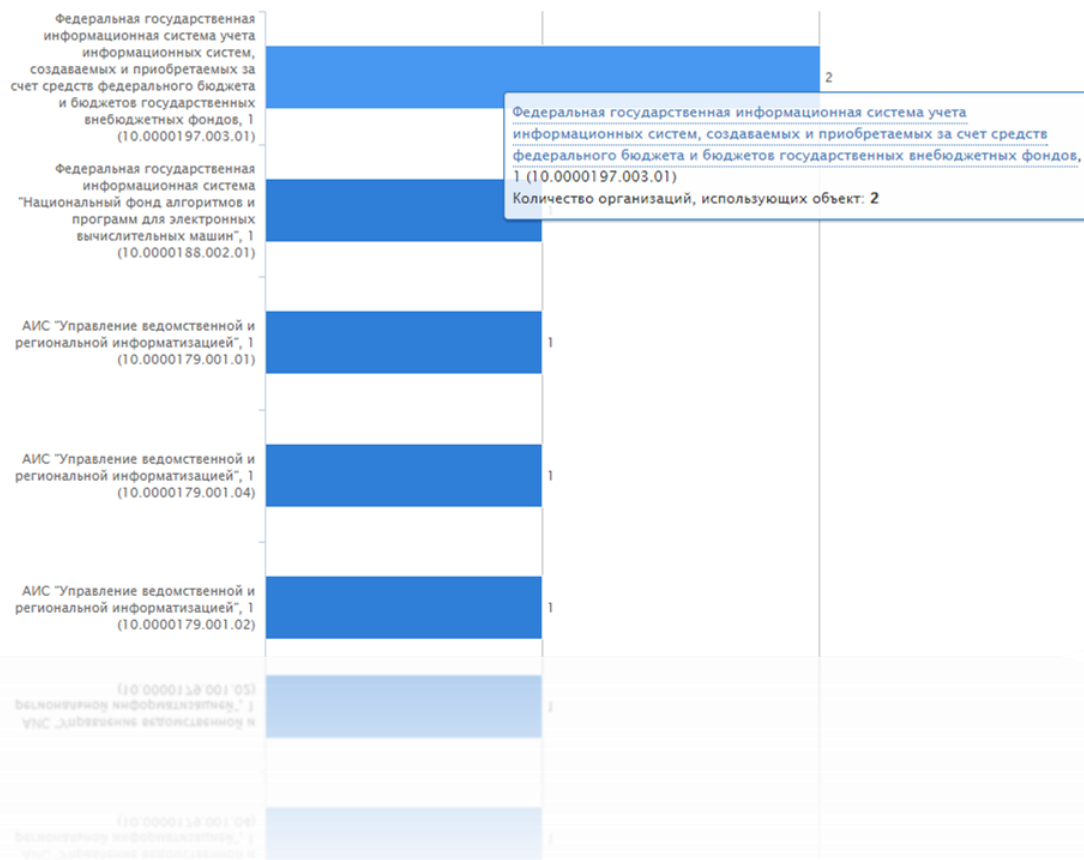 Федеральная государственная
информационная система учета
информационных систем,
создаваемых и приобретаемых за
счет средств федерального бюджета
и бюджетов государственных
внебюджетных фондов, 1
(10.0000197.003.01)
2
Федеральная государственная информационная система учета
информационных систем, создаваемых и приобретаемых за счет средств
федерального бюджета и бюджетов государственных внебюджетных фондов,
1 (10.0000197.003.01)
Количество организаций, использующих объект: 2
Федеральная государственная
информационная система
"Национальный фонд алгоритмов и
программ для электронных
вычислительных машин", 1
(10.0000188.002.01)
1
АИС "Управление ведомственной и
региональной информатизацией", 1
(10.0000179.001.01)
1
АИС "Управление ведомственной и
региональной информатизацией", 1
(10.0000179.001.04)
1
АИС "Управление ведомственной и
региональной информатизацией", 1
(10.0000179.001.02)
1